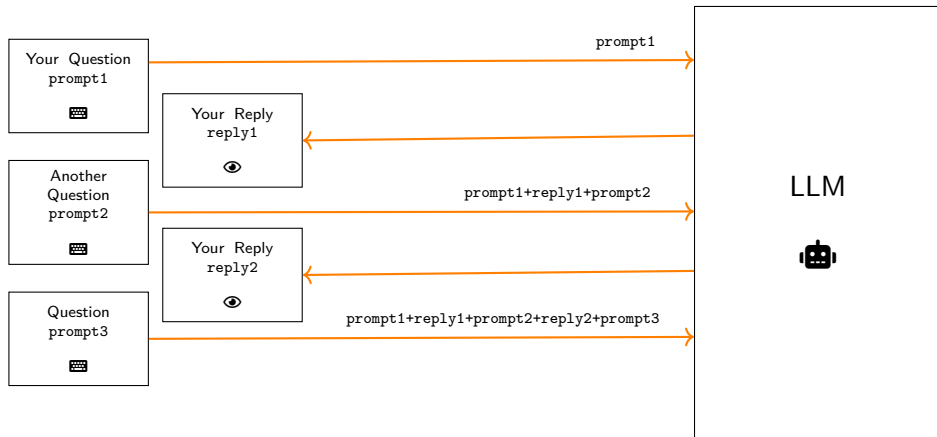 prompt1
Your Question
prompt1
Your Reply
reply1
Another
Question
prompt2
prompt1+reply1+prompt2
LLM
Your Reply
reply2
Question
prompt3
prompt1+reply1+prompt2+reply2+prompt3